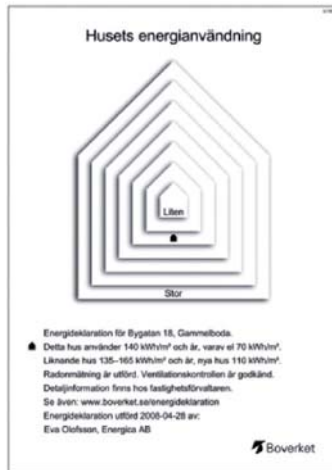 Husets energianvändning
Liten
Stor
Energideklaration för Bygatan 18, Gammelboda.
Detta hus använder 140 kWh/m² och år, varav el 70 kWh/m².
Liknande hus 135–165 kWh/m² och år, nya hus 110 kWh/m².
Radonmätning är utförd. Ventilationskontrollen är godkänd.
Detaljinformation finns hos fastighetsförvaltaren.
Se även: www.boverket.se/energideklaration
Energideklaration utförd 2008-04-28 av:
Eva Olofsson, Energica AB
Boverket